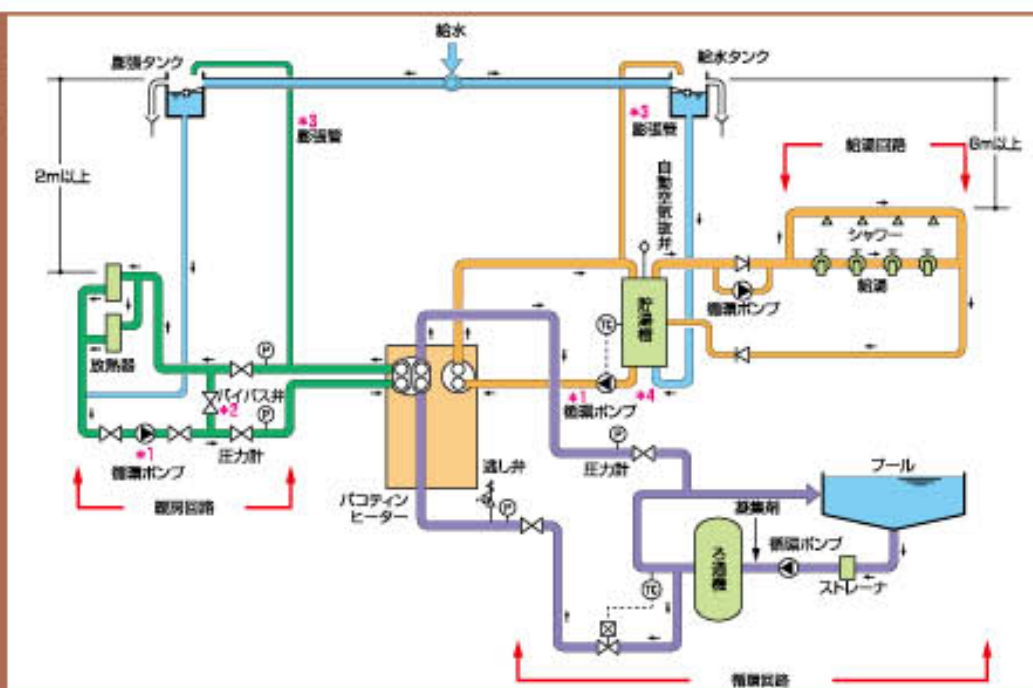 給水
膨張タンク
給水タンク
*3
膨張管
*3
膨張管
2m以上
6m以上
給湯回路
自動空気抜弁
シャワー
給湯
循環ポンプ
貯湯槽
TC
放熱器
P
バイパス弁
*2
P
*1
循環ポンプ
圧力計
暖房回路
*1
循環ポンプ
*4
P
圧力計
逃し弁
P
バコティン
ヒーター
プール
凝集剤
循環ポンプ
ろ過機
ストレーナ
TC
循環回路